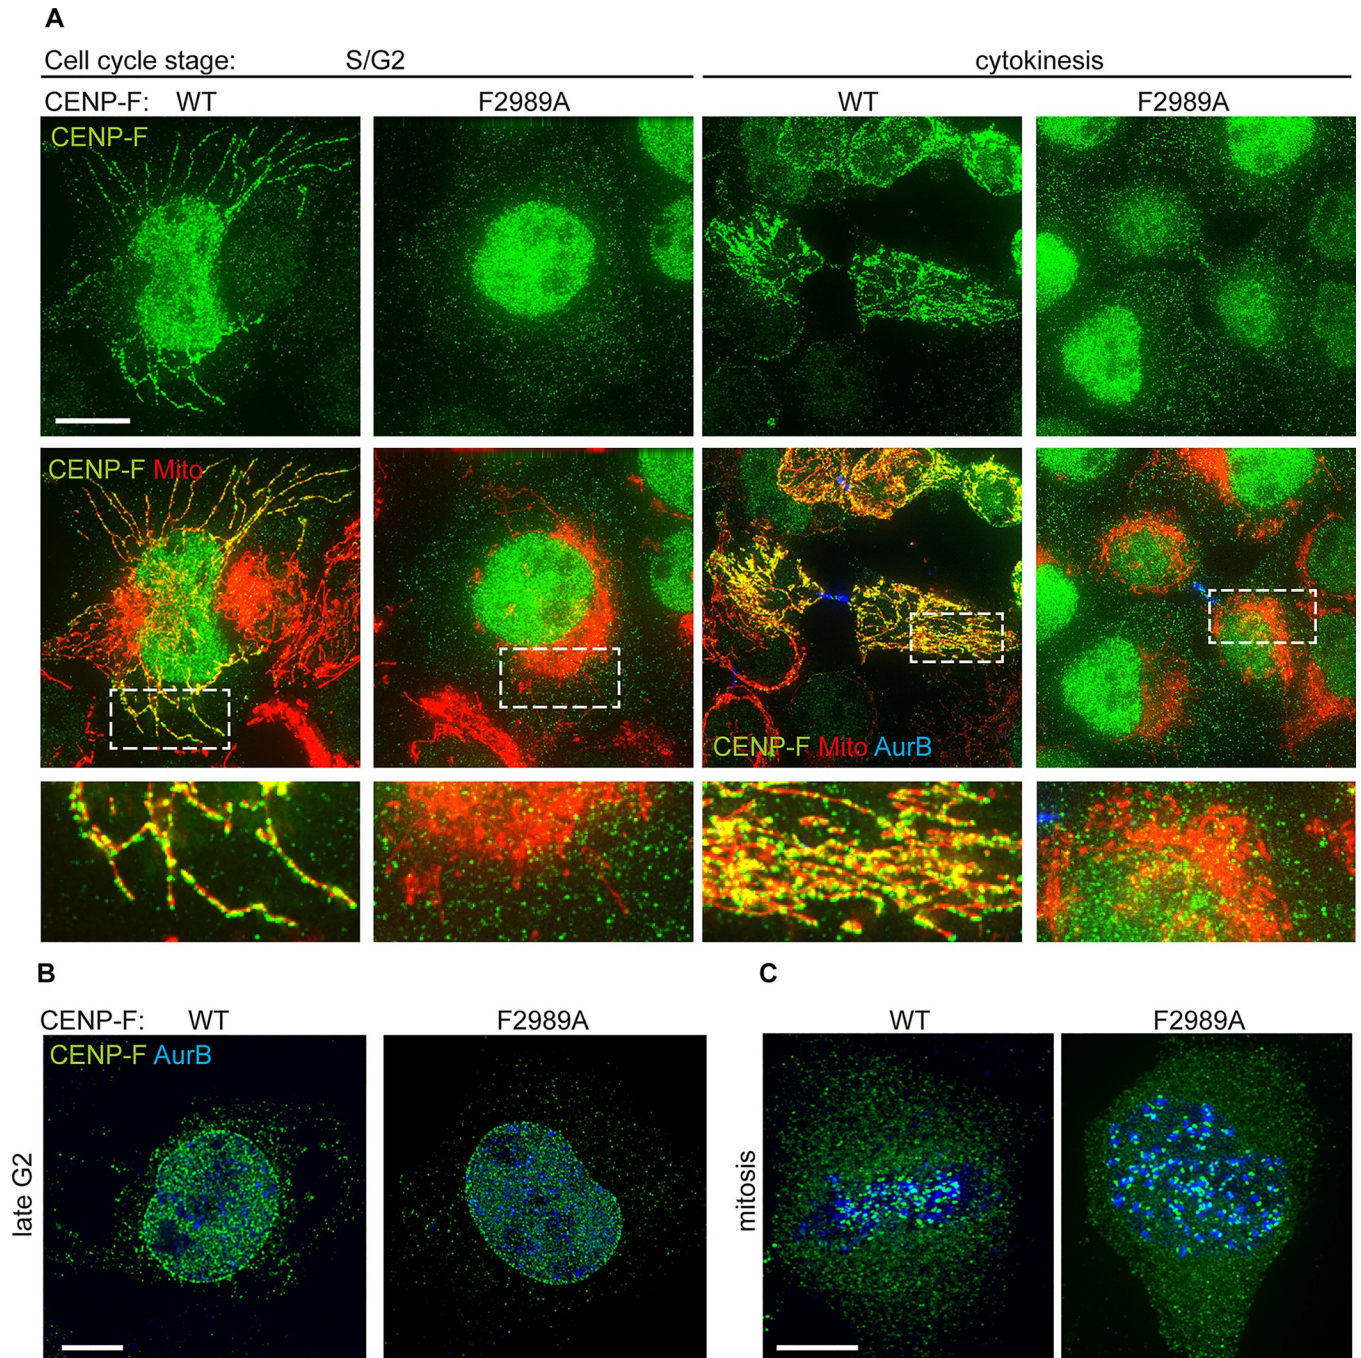 A
Cell cycle stage: S/G2 cytokinesis
CENP-F: WT F2989A WT F2989A
CENP-F
CENP-F Mito
CENP-F Mito AurB
B C
CENP-F: WT F2989A WT F2989A
CENP-F AurB
late G2
mitosis